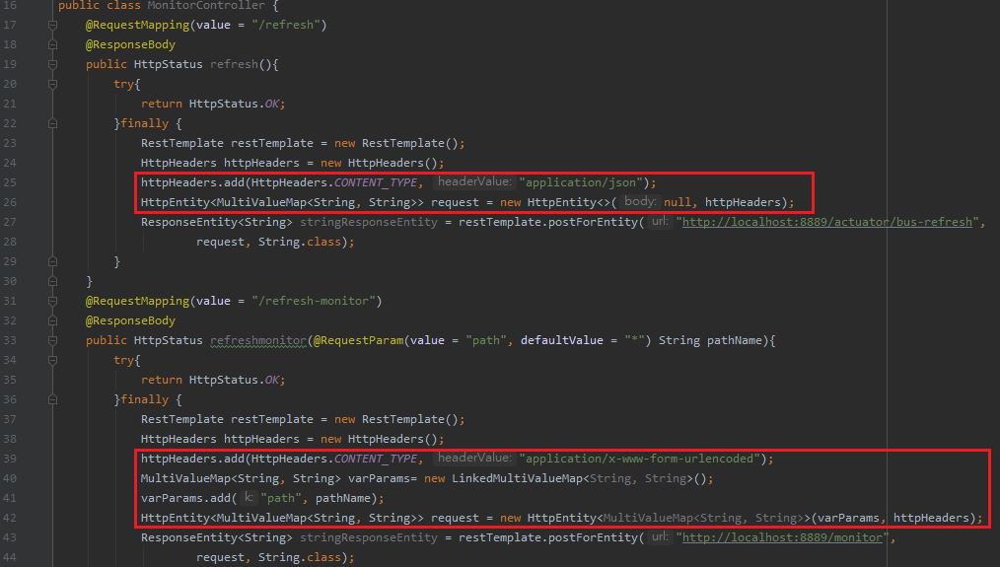 16 public class MonitorController {
17 @RequestMapping(value = "/refresh")
18 @ResponseBody
19 public HttpStatus refresh(){
20 try{
21 return HttpStatus.OK;
22 }finally {
23 RestTemplate restTemplate = new RestTemplate();
24 HttpHeaders httpHeaders = new HttpHeaders();
25 httpHeaders.add(HttpHeaders.CONTENT_TYPE, headerValue: "application/json");
26 HttpEntity<MultiValueMap<String, String>> request = new HttpEntity<>( body: null, httpHeaders);
27 ResponseEntity<String> stringResponseEntity = restTemplate.postForEntity( url: "http://localhost:8889/actuator/bus-refresh",
28 request, String.class);
29 }
30 }
31 @RequestMapping(value = "/refresh-monitor")
32 @ResponseBody
33 public HttpStatus refreshmonitor(@RequestParam(value = "path", defaultValue = "*") String pathName){
34 try{
35 return HttpStatus.OK;
36 }finally {
37 RestTemplate restTemplate = new RestTemplate();
38 HttpHeaders httpHeaders = new HttpHeaders();
39 httpHeaders.add(HttpHeaders.CONTENT_TYPE, headerValue: "application/x-www-form-urlencoded");
40 MultiValueMap<String, String> varParams= new LinkedMultiValueMap<String, String>();
41 varParams.add( k: "path", pathName);
42 HttpEntity<MultiValueMap<String, String>> request = new HttpEntity<MultiValueMap<String, String>>(varParams, httpHeaders);
43 ResponseEntity<String> stringResponseEntity = restTemplate.postForEntity( url: "http://localhost:8889/monitor",
44 request, String.class);